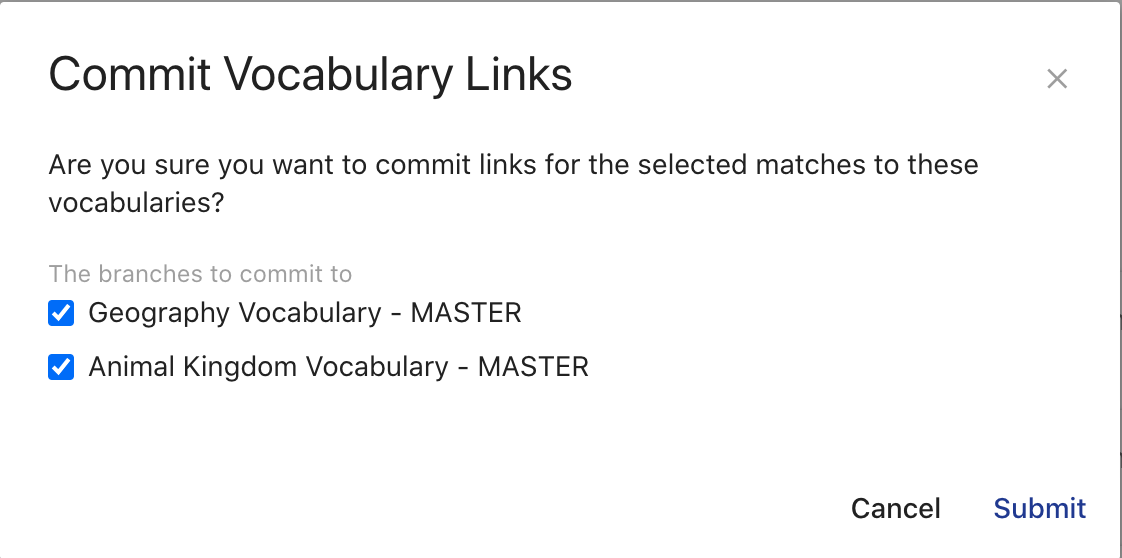 Commit Vocabulary Links
Are you sure you want to commit links for the selected matches to these
vocabularies?
The branches to commit to
Geography Vocabulary - MASTER
Animal Kingdom Vocabulary - MASTER
Cancel Submit